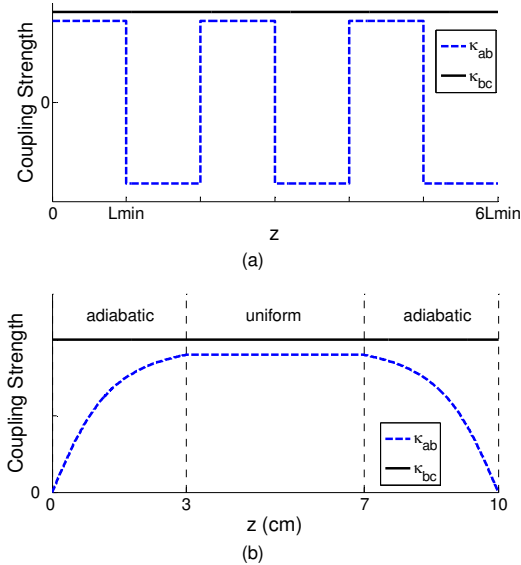 Coupling Strength
0
κab
κbc
0
Lmin
6Lmin
z
(a)
adiabatic
uniform
adiabatic
Coupling Strength
κab
κbc
0
0
3
7
10
z (cm)
(b)